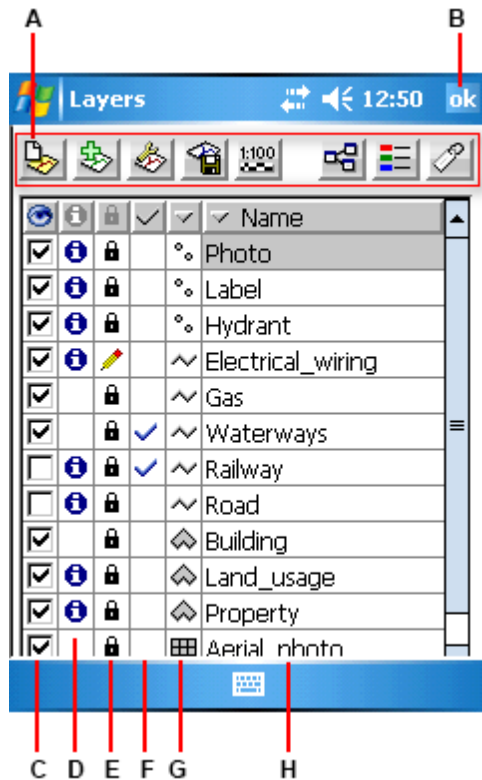 A B
Layers 12:50 ok
1:100
Name
Photo
Label
Hydrant
Electrical_wiring
Gas
Waterways
Railway
Road
Building
Land_usage
Property
Aerial_photo
C D E F G H